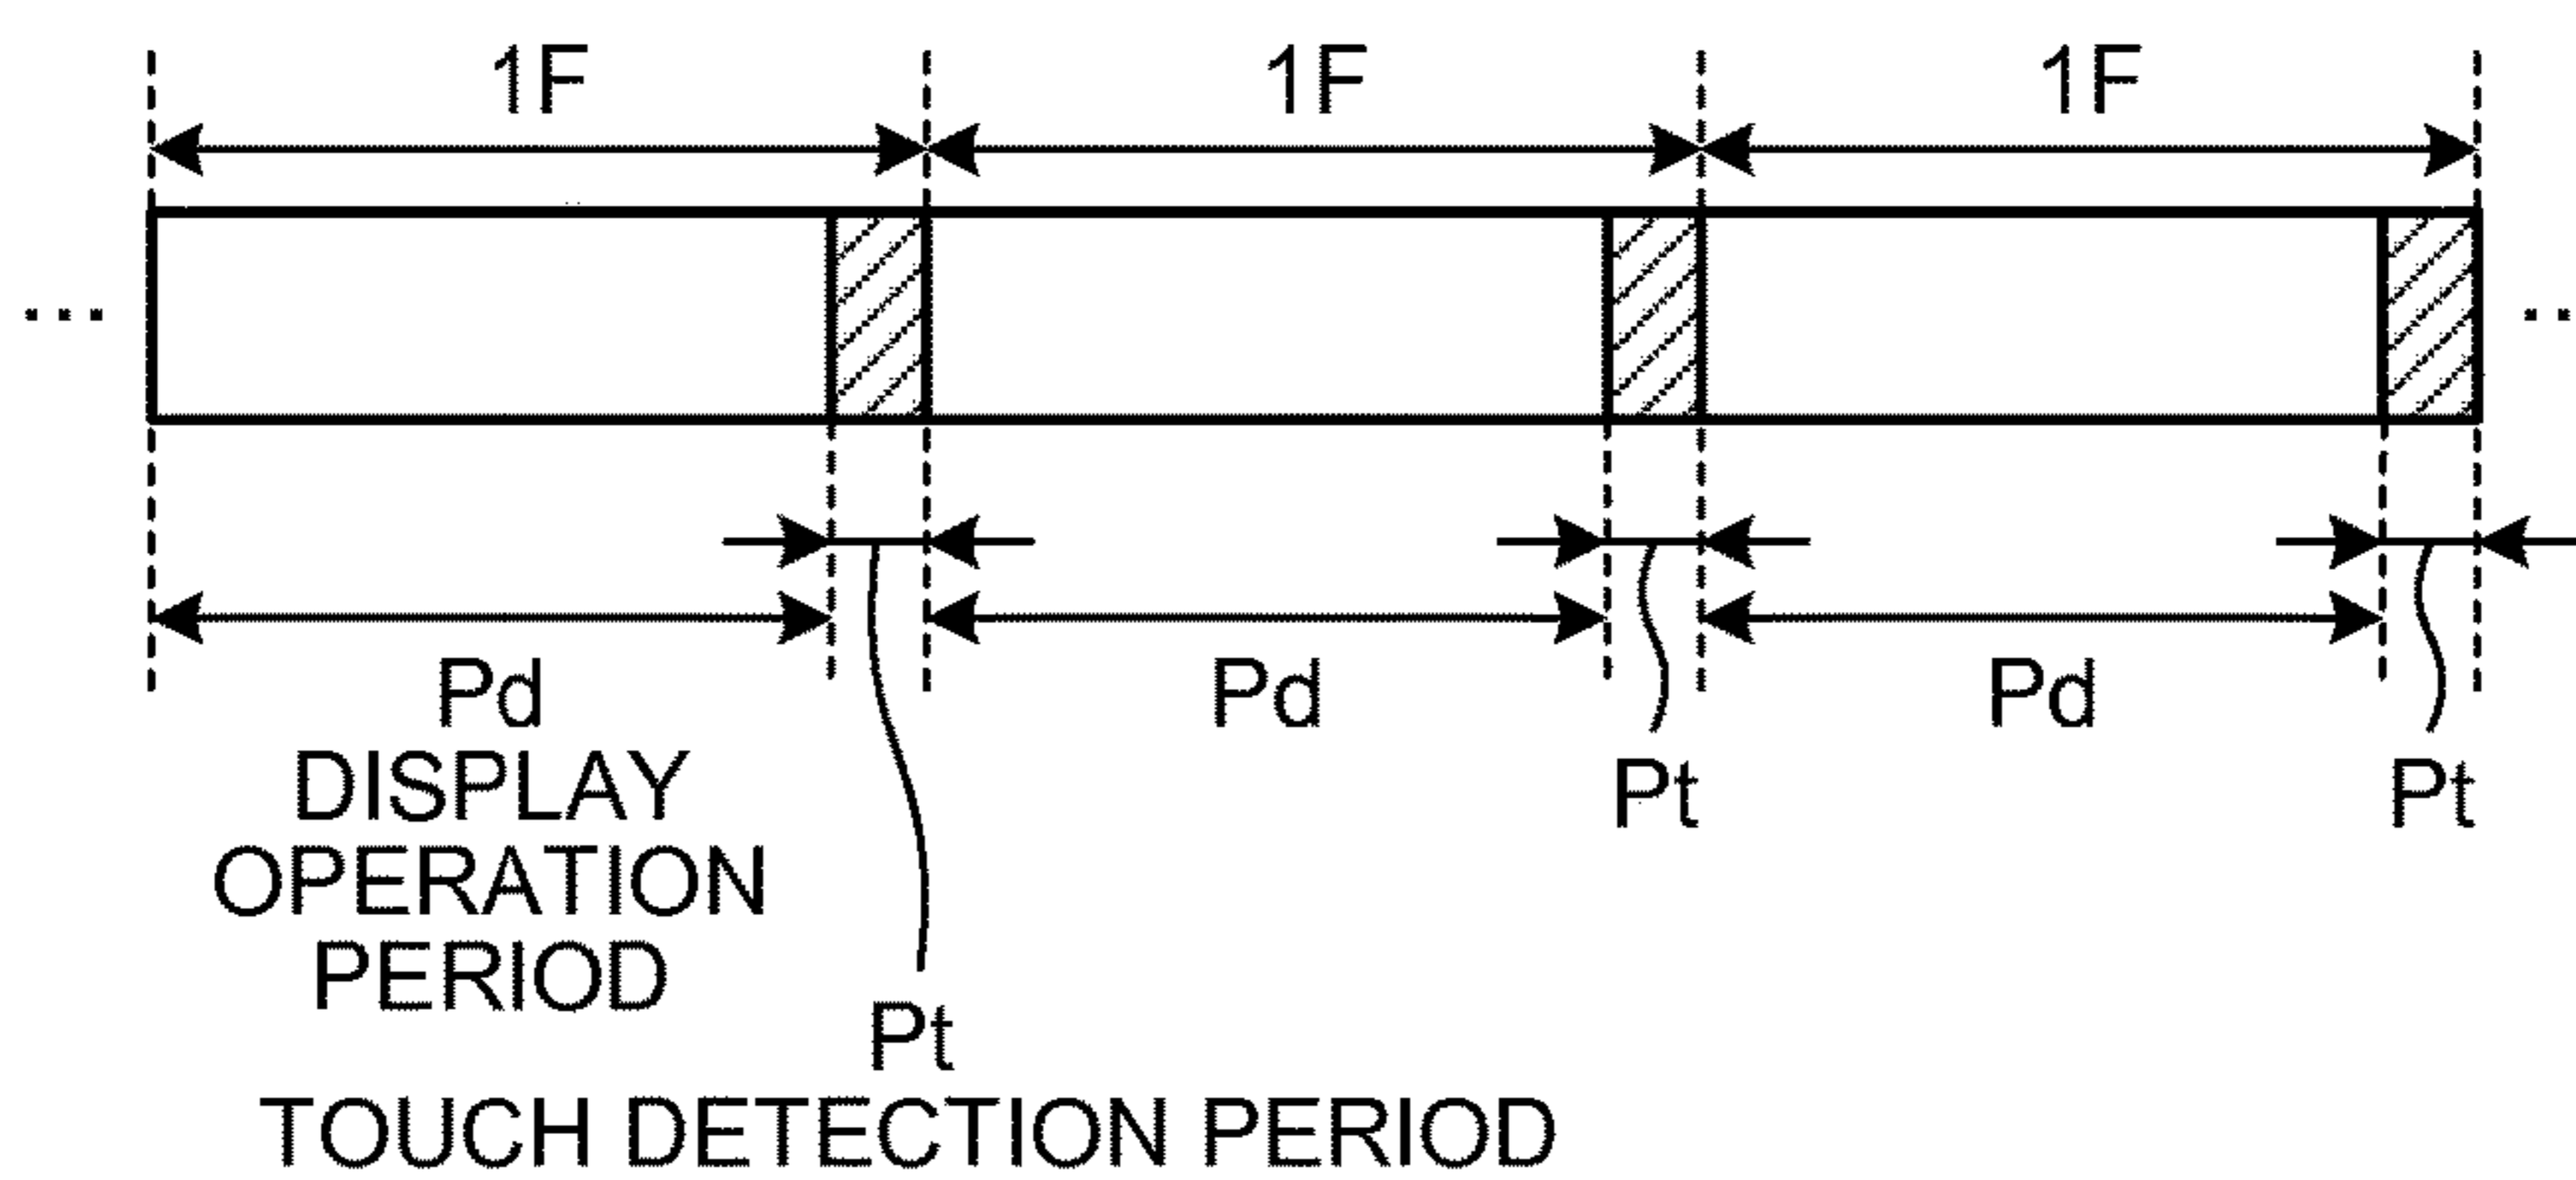 1F 1F 1F
... ..
Pd Pd Pd
DISPLAY
OPERATION
PERIOD
Pt Pt
Pt
TOUCH DETECTION PERIOD